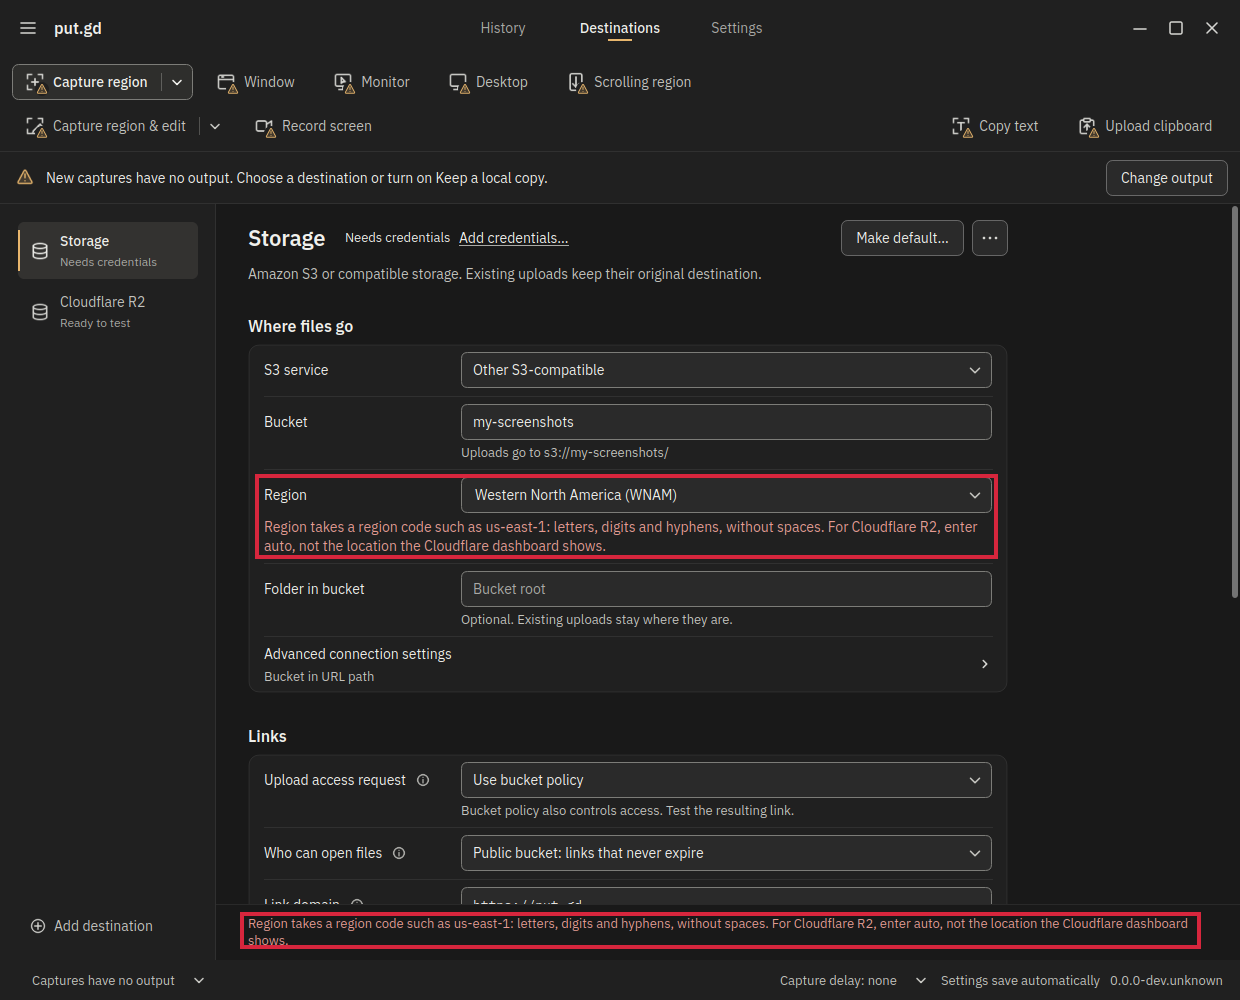 put.gd
History
Destinations
Settings
Capture region
Window
Monitor
Desktop
Scrolling region
Capture region & edit
Record screen
Copy text
Upload clipboard
New captures have no output. Choose a destination or turn on Keep a local copy.
Change output
Storage
Needs credentials
Cloudflare R2
Ready to test
Add destination
Storage
Needs credentials
Add credentials...
Make default...
Amazon S3 or compatible storage. Existing uploads keep their original destination.
Where files go
S3 service
Other S3-compatible
Bucket
my-screenshots
Uploads go to s3://my-screenshots/
Region
Western North America (WNAM)
Region takes a region code such as us-east-1: letters, digits and hyphens, without spaces. For Cloudflare R2, enter
auto, not the location the Cloudflare dashboard shows.
Folder in bucket
Bucket root
Optional. Existing uploads stay where they are.
Advanced connection settings
Bucket in URL path
Links
Upload access request
Use bucket policy
Bucket policy also controls access. Test the resulting link.
Who can open files
Public bucket: links that never expire
Link domain
https://put.gd
Region takes a region code such as us-east-1: letters, digits and hyphens, without spaces. For Cloudflare R2, enter auto, not the location the Cloudflare dashboard
shows.
Captures have no output
Capture delay: none
Settings save automatically
0.0.0-dev.unknown